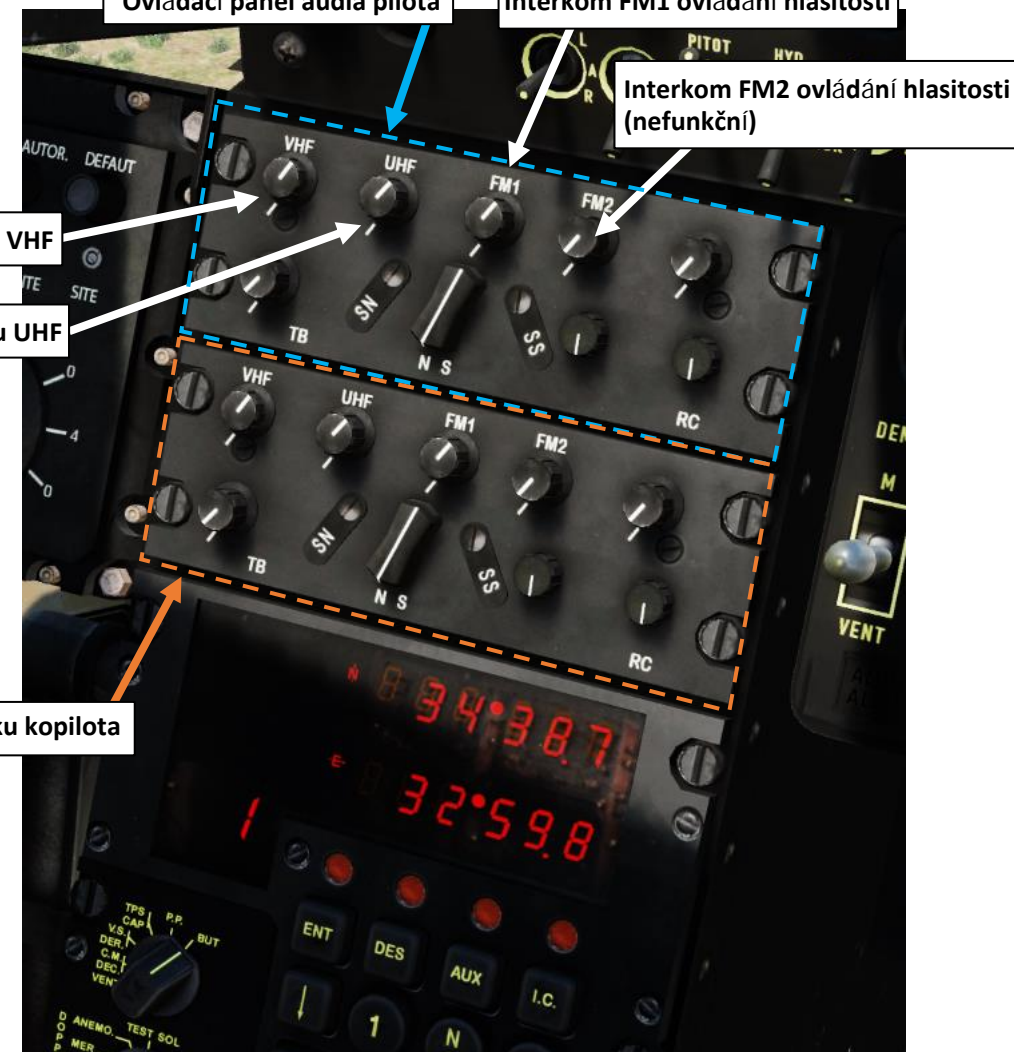 Ovládací panel audia pilota
Interkom FM1 ovládání hlasitosti
PITOT
HYD
L
A
R
Interkom FM2 ovládání hlasitosti
(nefunkční)
AUTOR. DEFAUT
VHF
UHF
FM1
FM2
VHF
SITE
UHF
SN
SS
TB
N S
RC
0
4
0
VHF
UHF
FM1
FM2
SN
SS
TB
N S
RC
M
VENT
kopilota
N 34 38.7
E 32 59.8
1
TPS
CAP
P.P.
V.S.
BUT
DER.
C.M.
DEC.
VENT
ENT
DES
AUX
I.C.
↓
1
N
ANEMO.
TEST SOL
MER